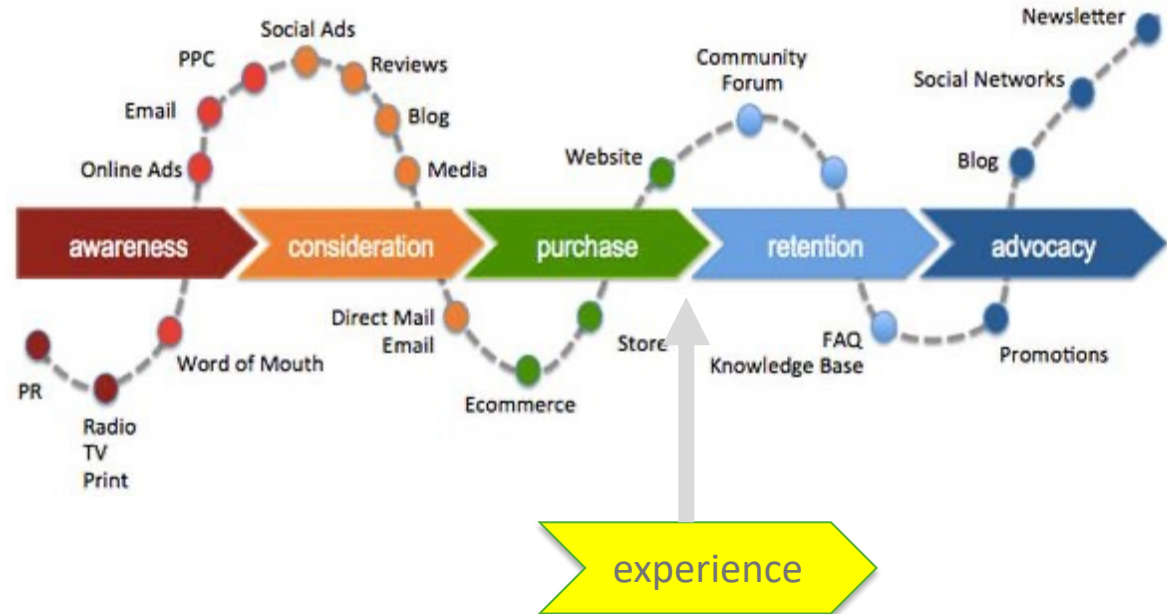 Newsletter
Social Ads
PPC
Reviews
Community
Forum
Social Networks
Email
Blog
Website
Blog
Online Ads
Media
awareness
consideration
purchase
retention
advocacy
Direct Mail
Email
Store
FAQ
Knowledge Base
Promotions
Word of Mouth
PR
Ecommerce
Radio
TV
Print
experience